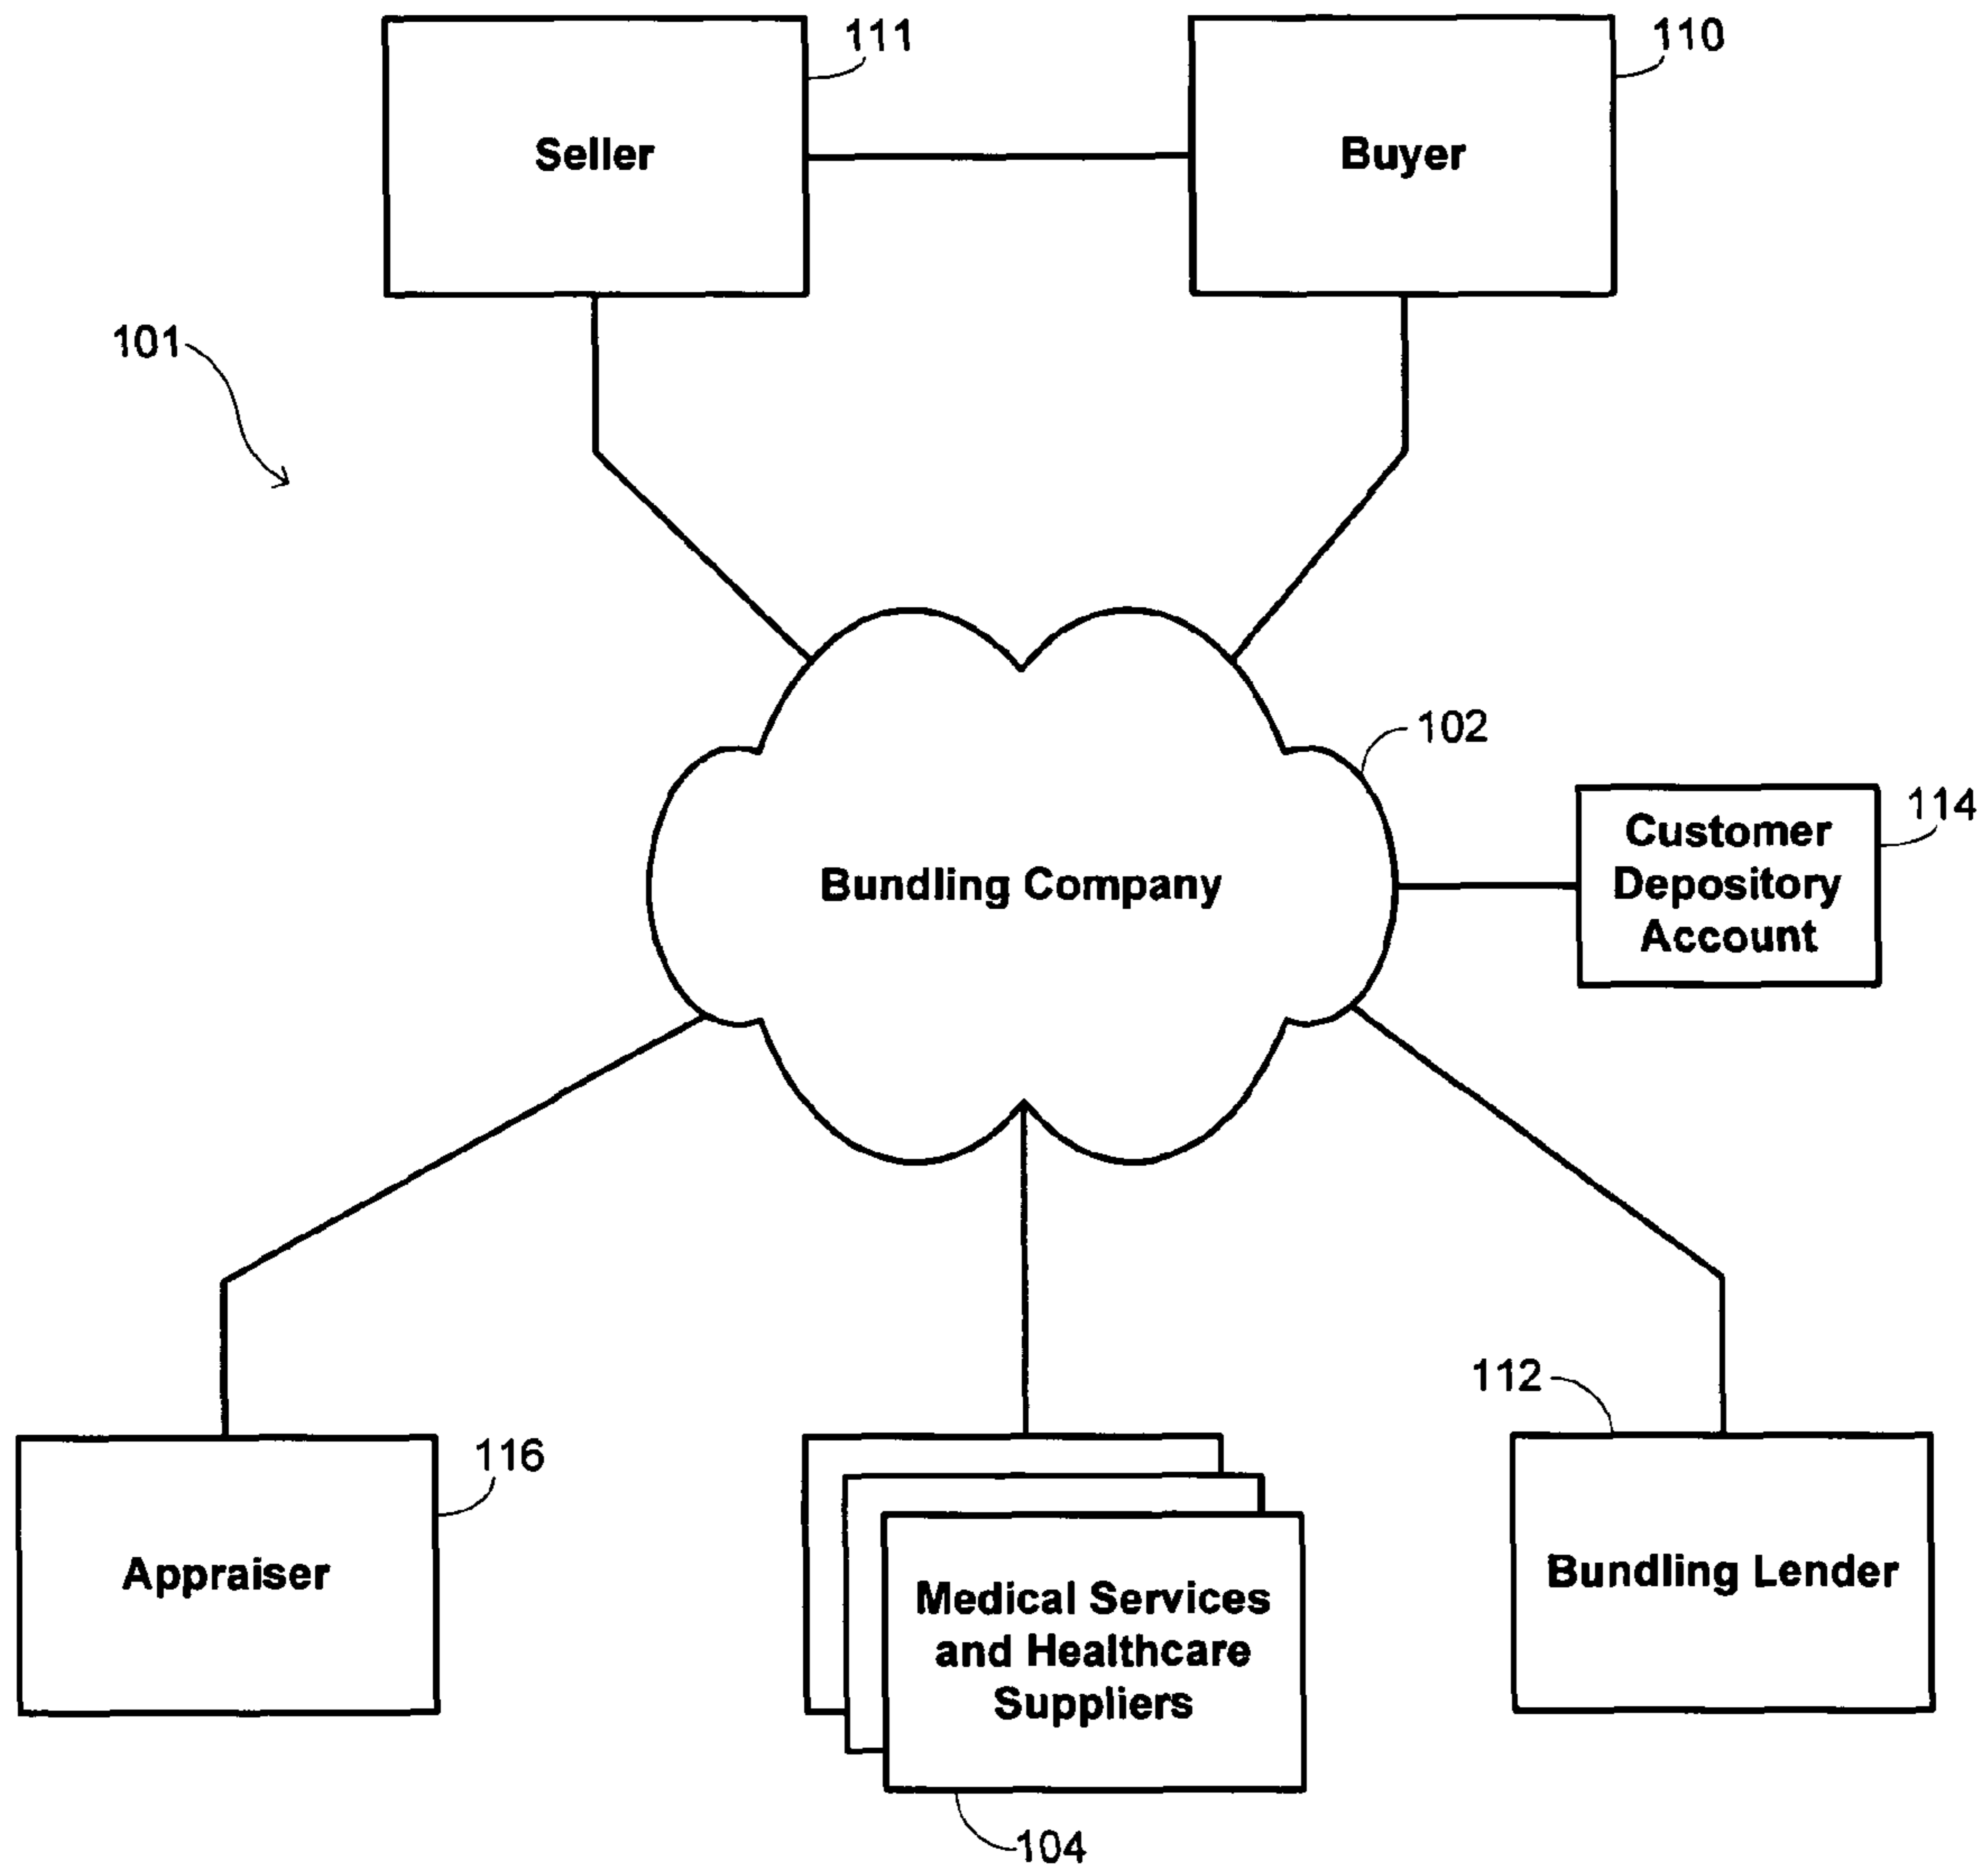 111
110
Seller
Buyer
101
102
114
Customer
Depository
Account
Bundling Company
112
116
Appraiser
Bundling Lender
Medical Services
and Healthcare
Suppliers
104